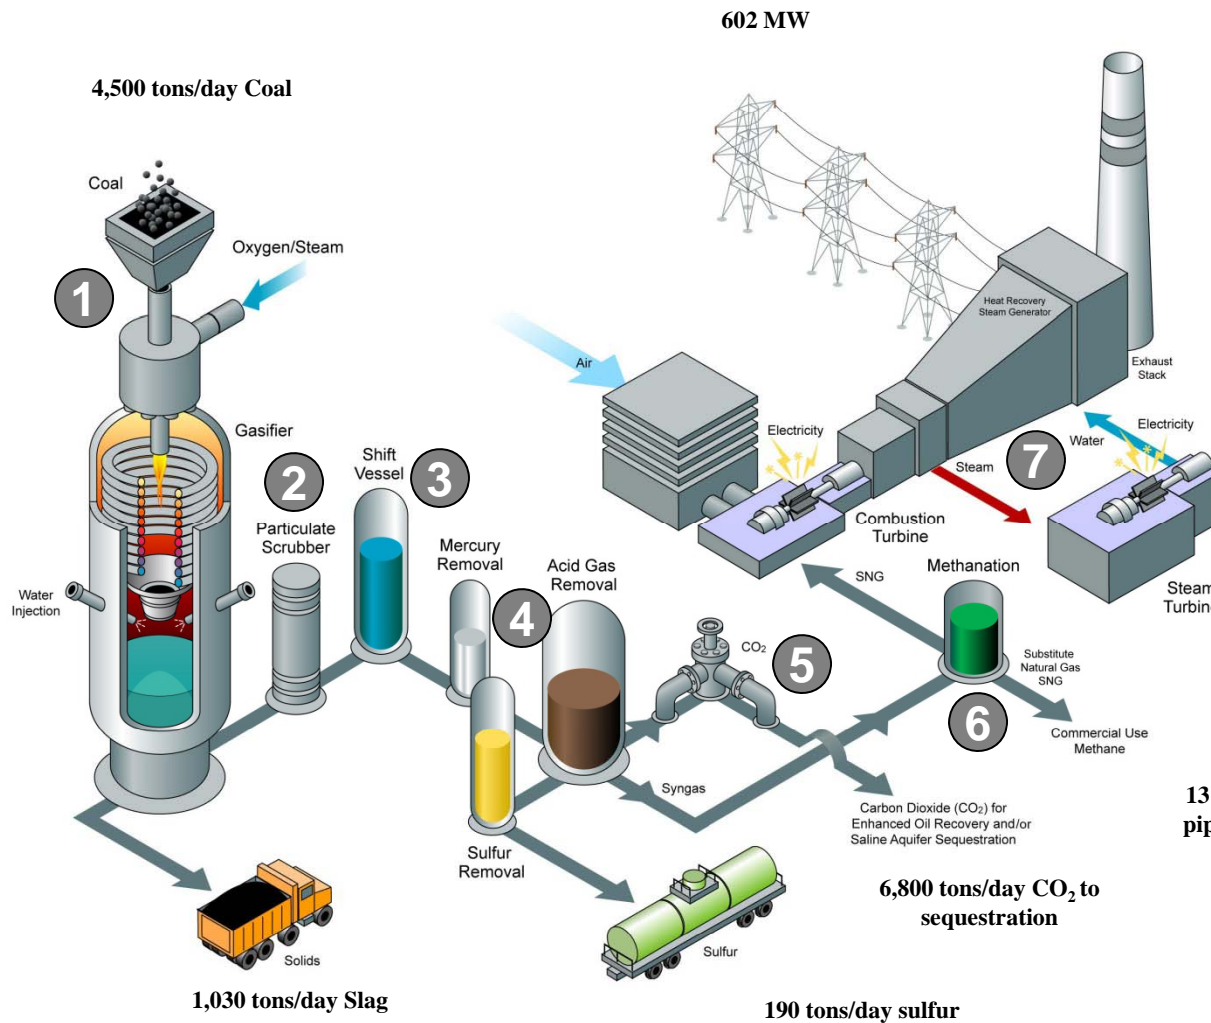 602 MW
4,500 tons/day Coal
Coal
Oxygen/Steam
1
Gasifier
Water
Injection
2
Particulate
Scrubber
Shift
Vessel
3
Mercury
Removal
4
Acid Gas
Removal
Sulfur
Removal
Air
Electricity
Combustion
Turbine
Heat Recovery
Steam Generator
Exhaust
Stack
Steam
7
Water
Electricity
Steam
Turbine
SNG
Methanation
6
Substitute
Natural Gas
SNG
Commercial Use
Methane
CO₂
5
Syngas
Carbon Dioxide (CO₂) for
Enhanced Oil Recovery and/or
Saline Aquifer Sequestration
13
pip
6,800 tons/day CO₂ to
sequestration
Solids
1,030 tons/day Slag
Sulfur
190 tons/day sulfur